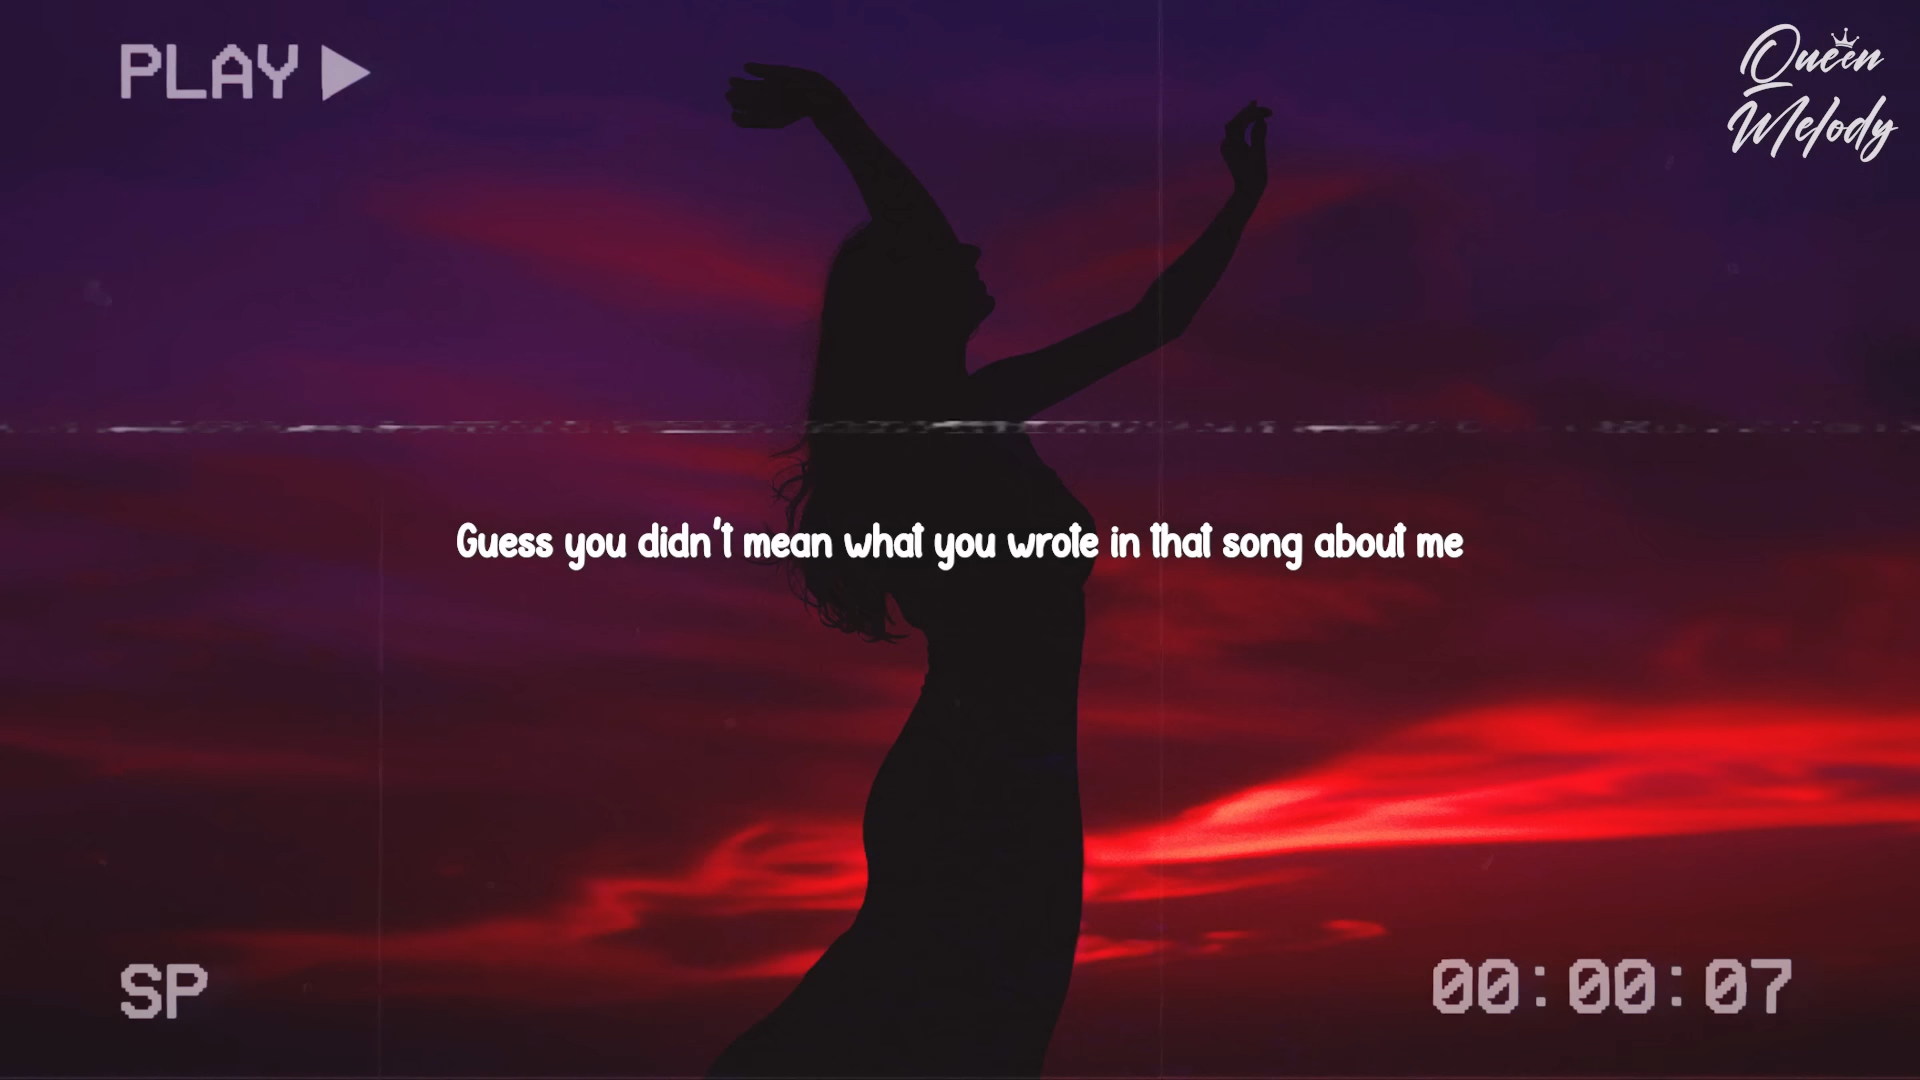 PLAY
Queen
Melody
Guess you didn't mean what you wrote in that song about me
SP
00:00:07